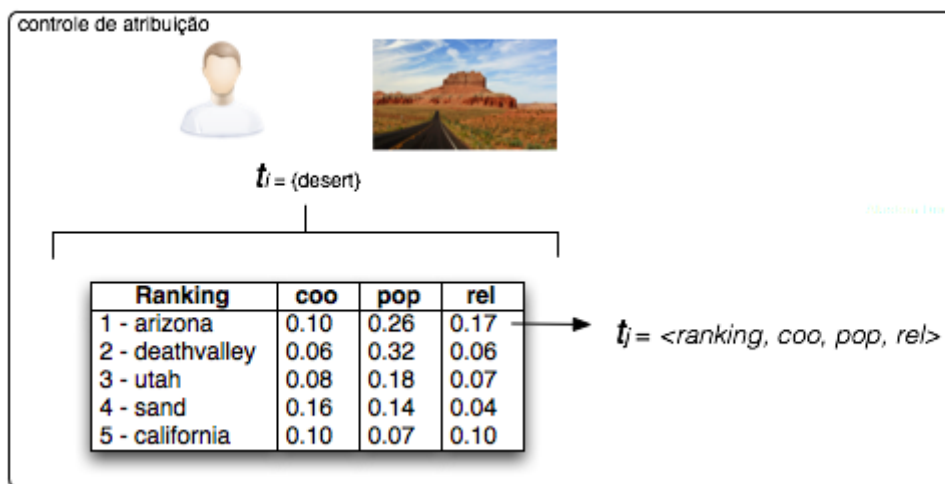 controle de atribuição
ti = {desert}
Ranking coo pop rel
1 - arizona 0.10 0.26 0.17
tj = <ranking, coo, pop, rel>
2 - deathvalley 0.06 0.32 0.06
3 - utah 0.08 0.18 0.07
4 - sand 0.16 0.14 0.04
5 - california 0.10 0.07 0.10